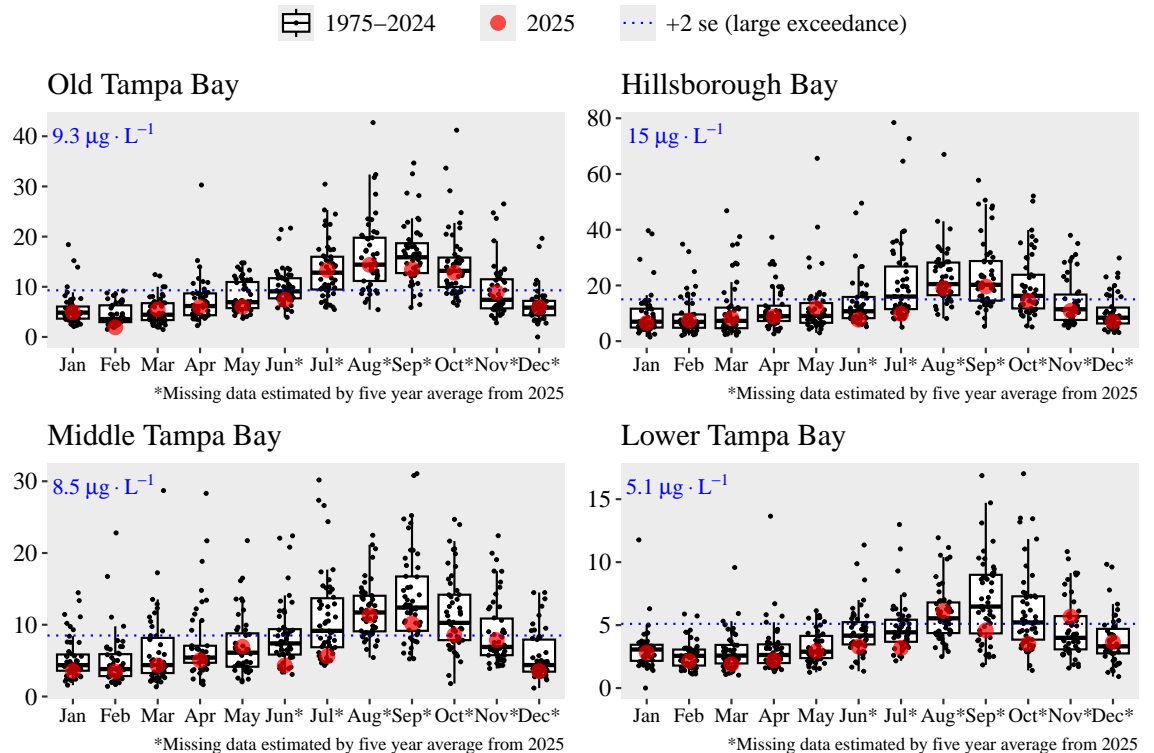 1975−2024 2025 +2 se (large exceedance)
Old Tampa Bay
9.3 μg · L⁻¹
40
30
20
10
0
Jan Feb Mar Apr May Jun* Jul* Aug* Sep* Oct* Nov* Dec*
*Missing data estimated by five year average from 2025
Hillsborough Bay
15 μg · L⁻¹
80
60
40
20
0
Jan Feb Mar Apr May Jun* Jul* Aug* Sep* Oct* Nov* Dec*
*Missing data estimated by five year average from 2025
Middle Tampa Bay
8.5 μg · L⁻¹
30
20
10
0
Jan Feb Mar Apr May Jun* Jul* Aug* Sep* Oct* Nov* Dec*
*Missing data estimated by five year average from 2025
Lower Tampa Bay
5.1 μg · L⁻¹
15
10
5
0
Jan Feb Mar Apr May Jun* Jul* Aug* Sep* Oct* Nov* Dec*
*Missing data estimated by five year average from 2025